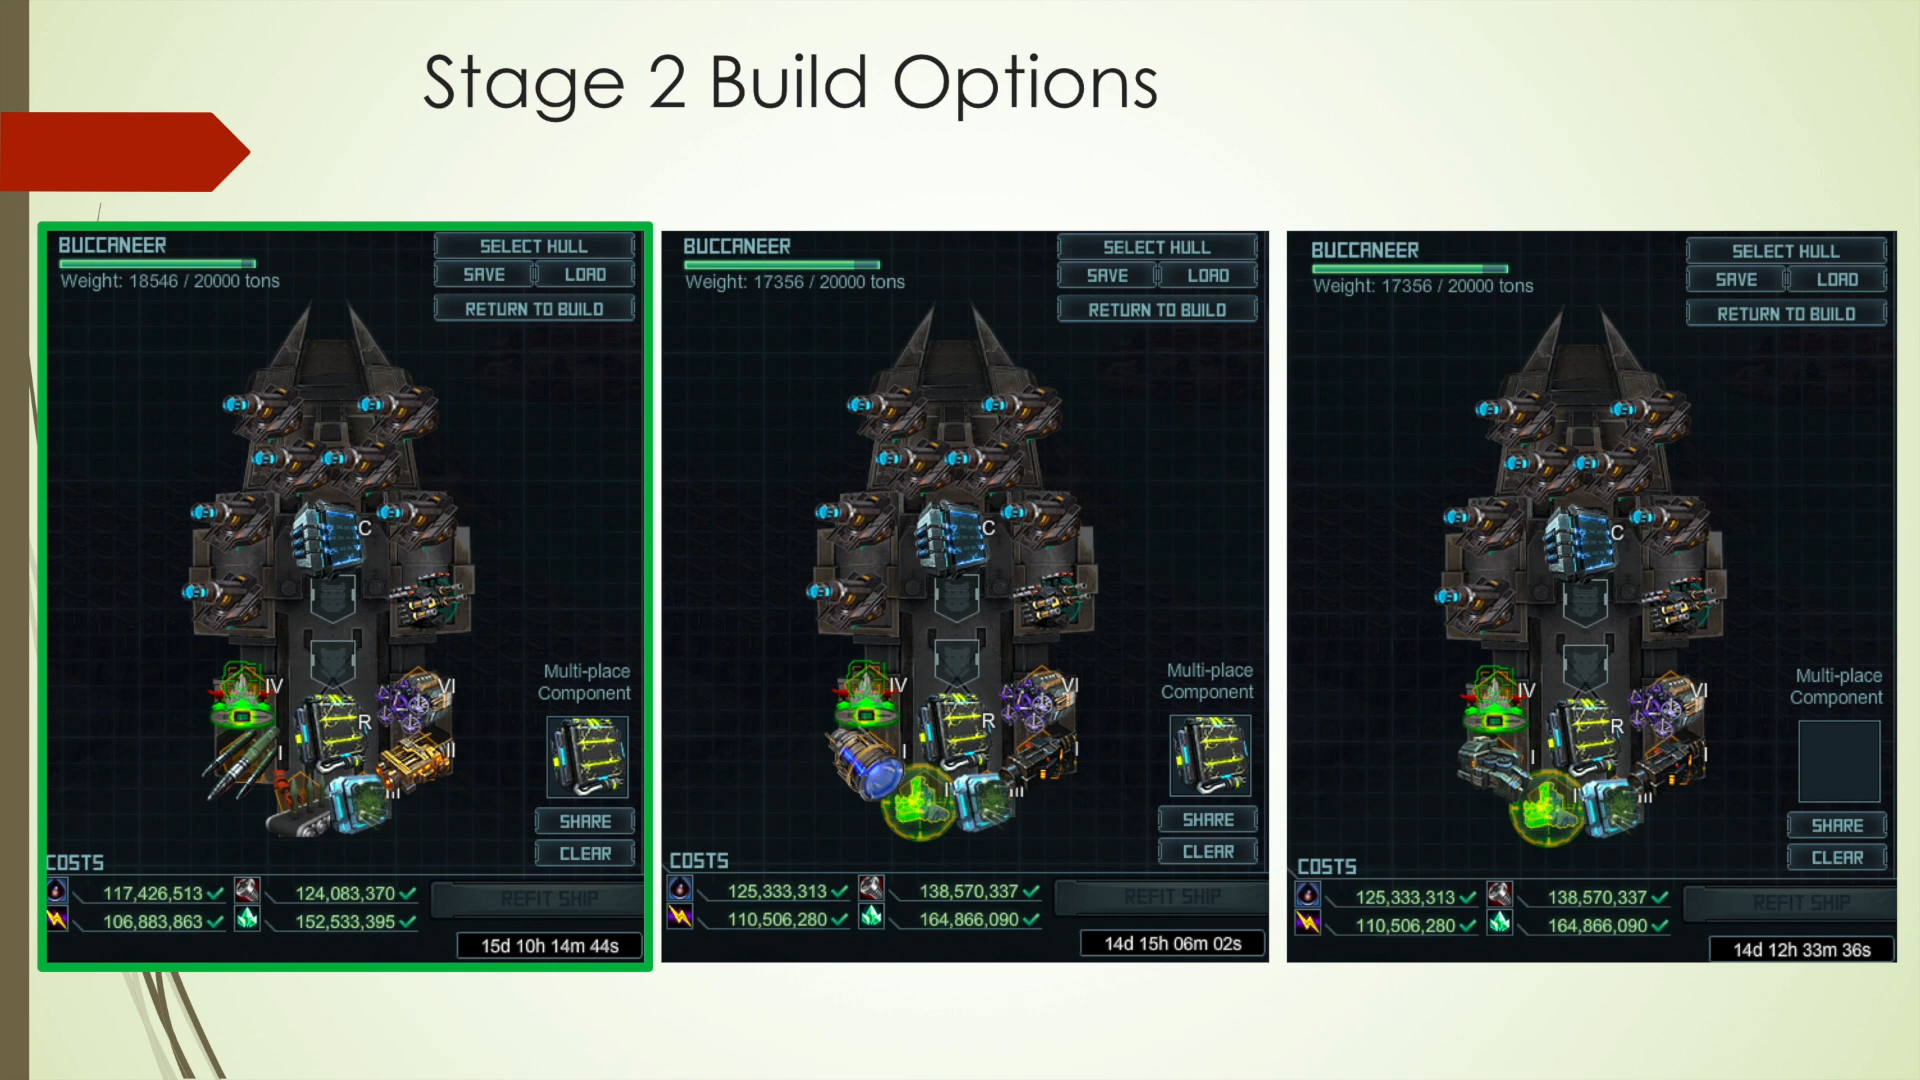 Stage 2 Build Options
BUCCANEER
Weight: 18546 / 20000 tons
SELECT HULL
SAVE
LOAD
RETURN TO BUILD
C
IV
VI
R
I
II
III
Multi-place
Component
SHARE
CLEAR
COSTS
117,426,513
124,083,370
106,883,863
152,533,395
REFIT SHIP
15d 10h 14m 44s
BUCCANEER
Weight: 17356 / 20000 tons
SELECT HULL
SAVE
LOAD
RETURN TO BUILD
C
IV
VI
R
I
I
I
III
Multi-place
Component
SHARE
CLEAR
COSTS
125,333,313
138,570,337
110,506,280
164,866,090
REFIT SHIP
14d 15h 06m 02s
BUCCANEER
Weight: 17356 / 20000 tons
SELECT HULL
SAVE
LOAD
RETURN TO BUILD
C
IV
VI
R
I
I
I
III
Multi-place
Component
SHARE
CLEAR
COSTS
125,333,313
138,570,337
110,506,280
164,866,090
REFIT SHIP
14d 12h 33m 36s